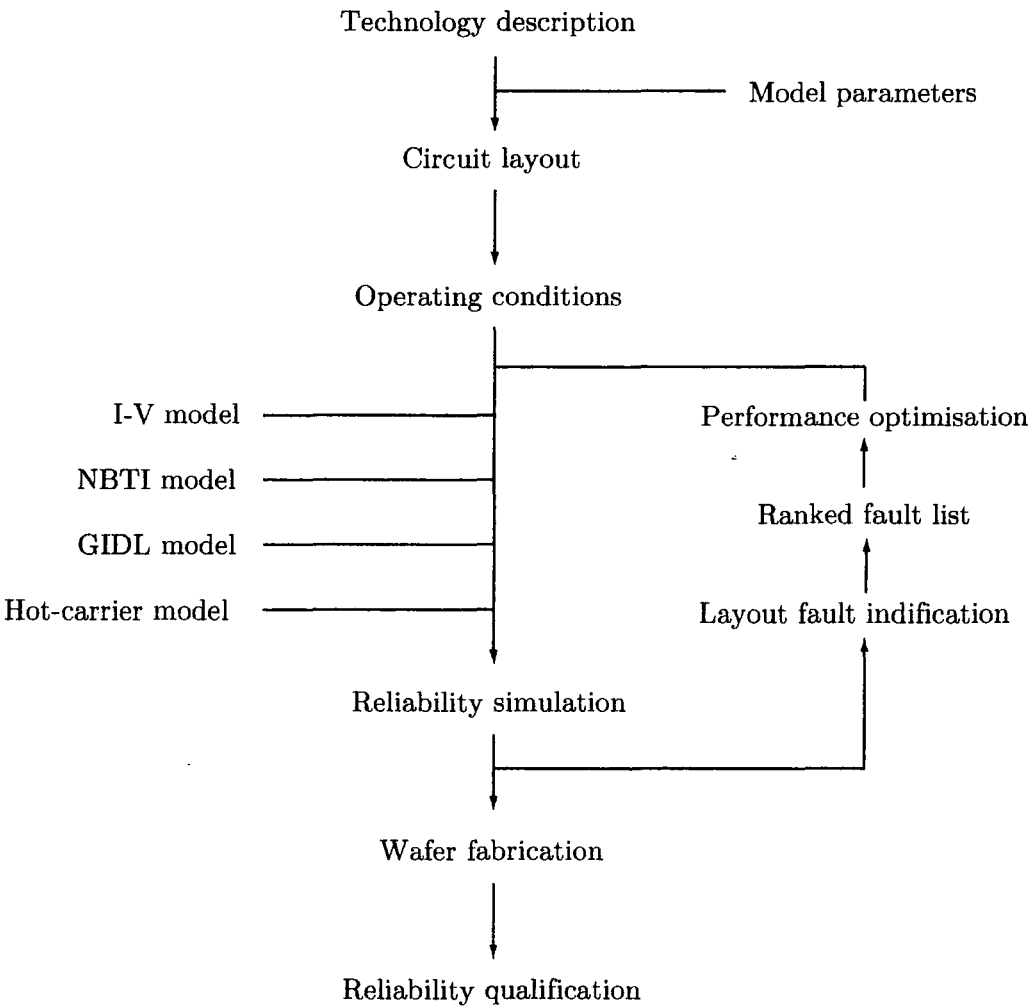 Technology description
Model parameters
Circuit layout
Operating conditions
I-V model
Performance optimisation
NBTI model
Ranked fault list
GIDL model
Hot-carrier model
Layout fault indification
Reliability simulation
Wafer fabrication
Reliability qualification